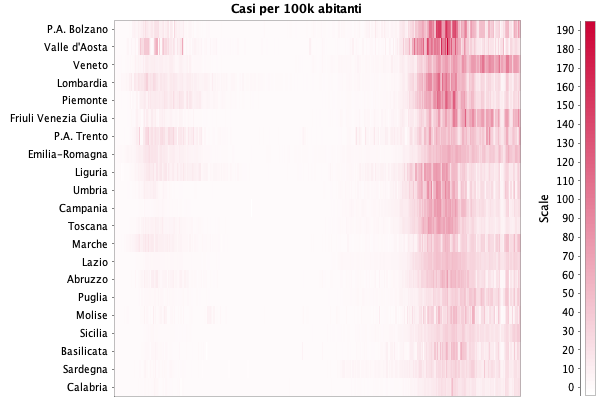 Casi per 100k abitanti
P.A. Bolzano
Valle d'Aosta
Veneto
Lombardia
Piemonte
Friuli Venezia Giulia
P.A. Trento
Emilia-Romagna
Liguria
Umbria
Campania
Toscana
Marche
Lazio
Abruzzo
Puglia
Molise
Sicilia
Basilicata
Sardegna
Calabria
Scale
190
180
170
160
150
140
130
120
110
100
90
80
70
60
50
40
30
20
10
0